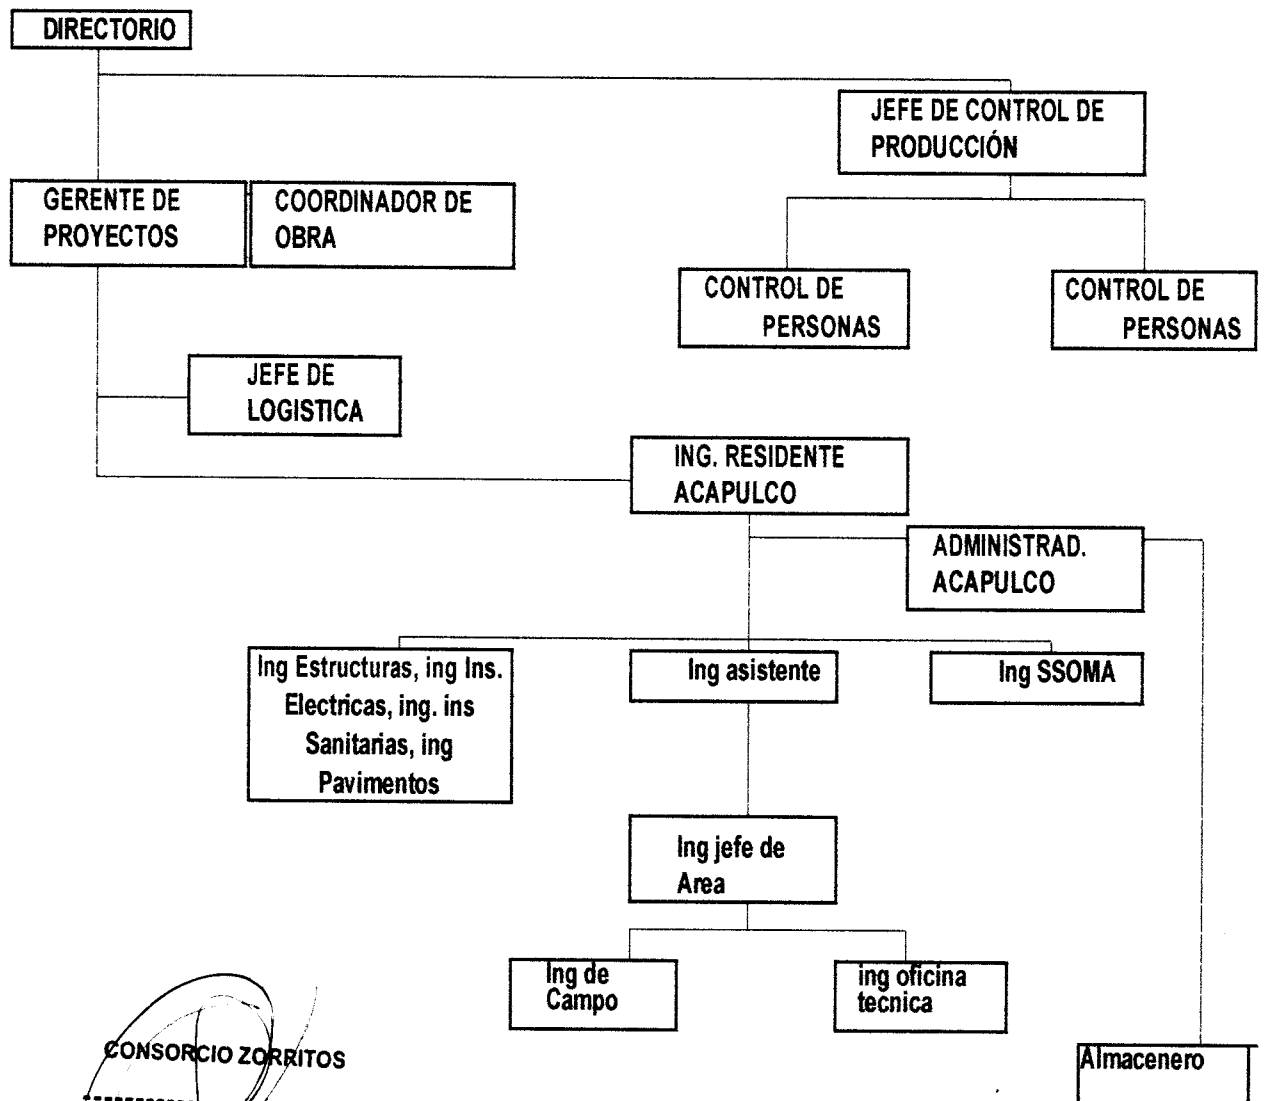 DIRECTORIO
JEFE DE CONTROL DE
PRODUCCIÓN
GERENTE DE
PROYECTOS
COORDINADOR DE
OBRA
CONTROL DE
PERSONAS
CONTROL DE
PERSONAS
JEFE DE
LOGISTICA
ING. RESIDENTE
ACAPULCO
ADMINISTRAD.
ACAPULCO
Ing Estructuras, ing Ins.
Electricas, ing. ins
Sanitarias, ing
Pavimentos
Ing asistente
Ing SSOMA
Ing jefe de
Area
Ing de
Campo
ing oficina
tecnica
CONSORCIO ZORRITOS
Almacenero